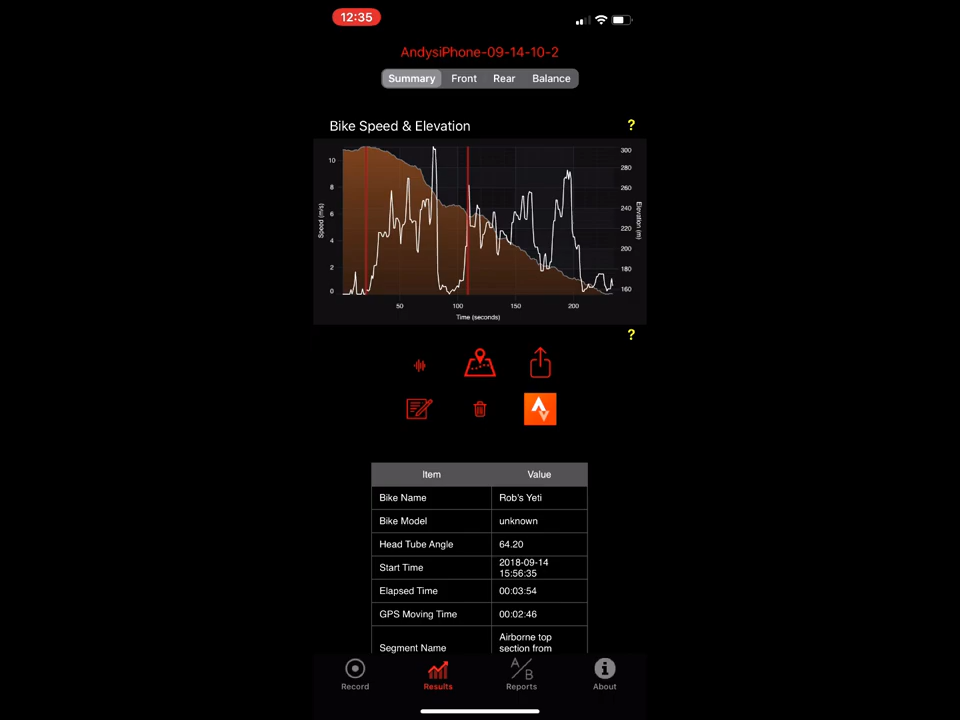 12:35
AndysiPhone-09-14-10-2
Summary Front Rear Balance
Bike Speed & Elevation ?
10 8 6 4 2 0
Speed (m/s)
300 280 260 240 220 200 180 160
Elevation (m)
50 100 150 200
Time (seconds)
?
Item Value
Bike Name Rob's Yeti
Bike Model unknown
Head Tube Angle 64.20
Start Time 2018-09-14
15:56:35
Elapsed Time 00:03:54
GPS Moving Time 00:02:46
Segment Name Airborne top
section from
Record Results A/B Reports About